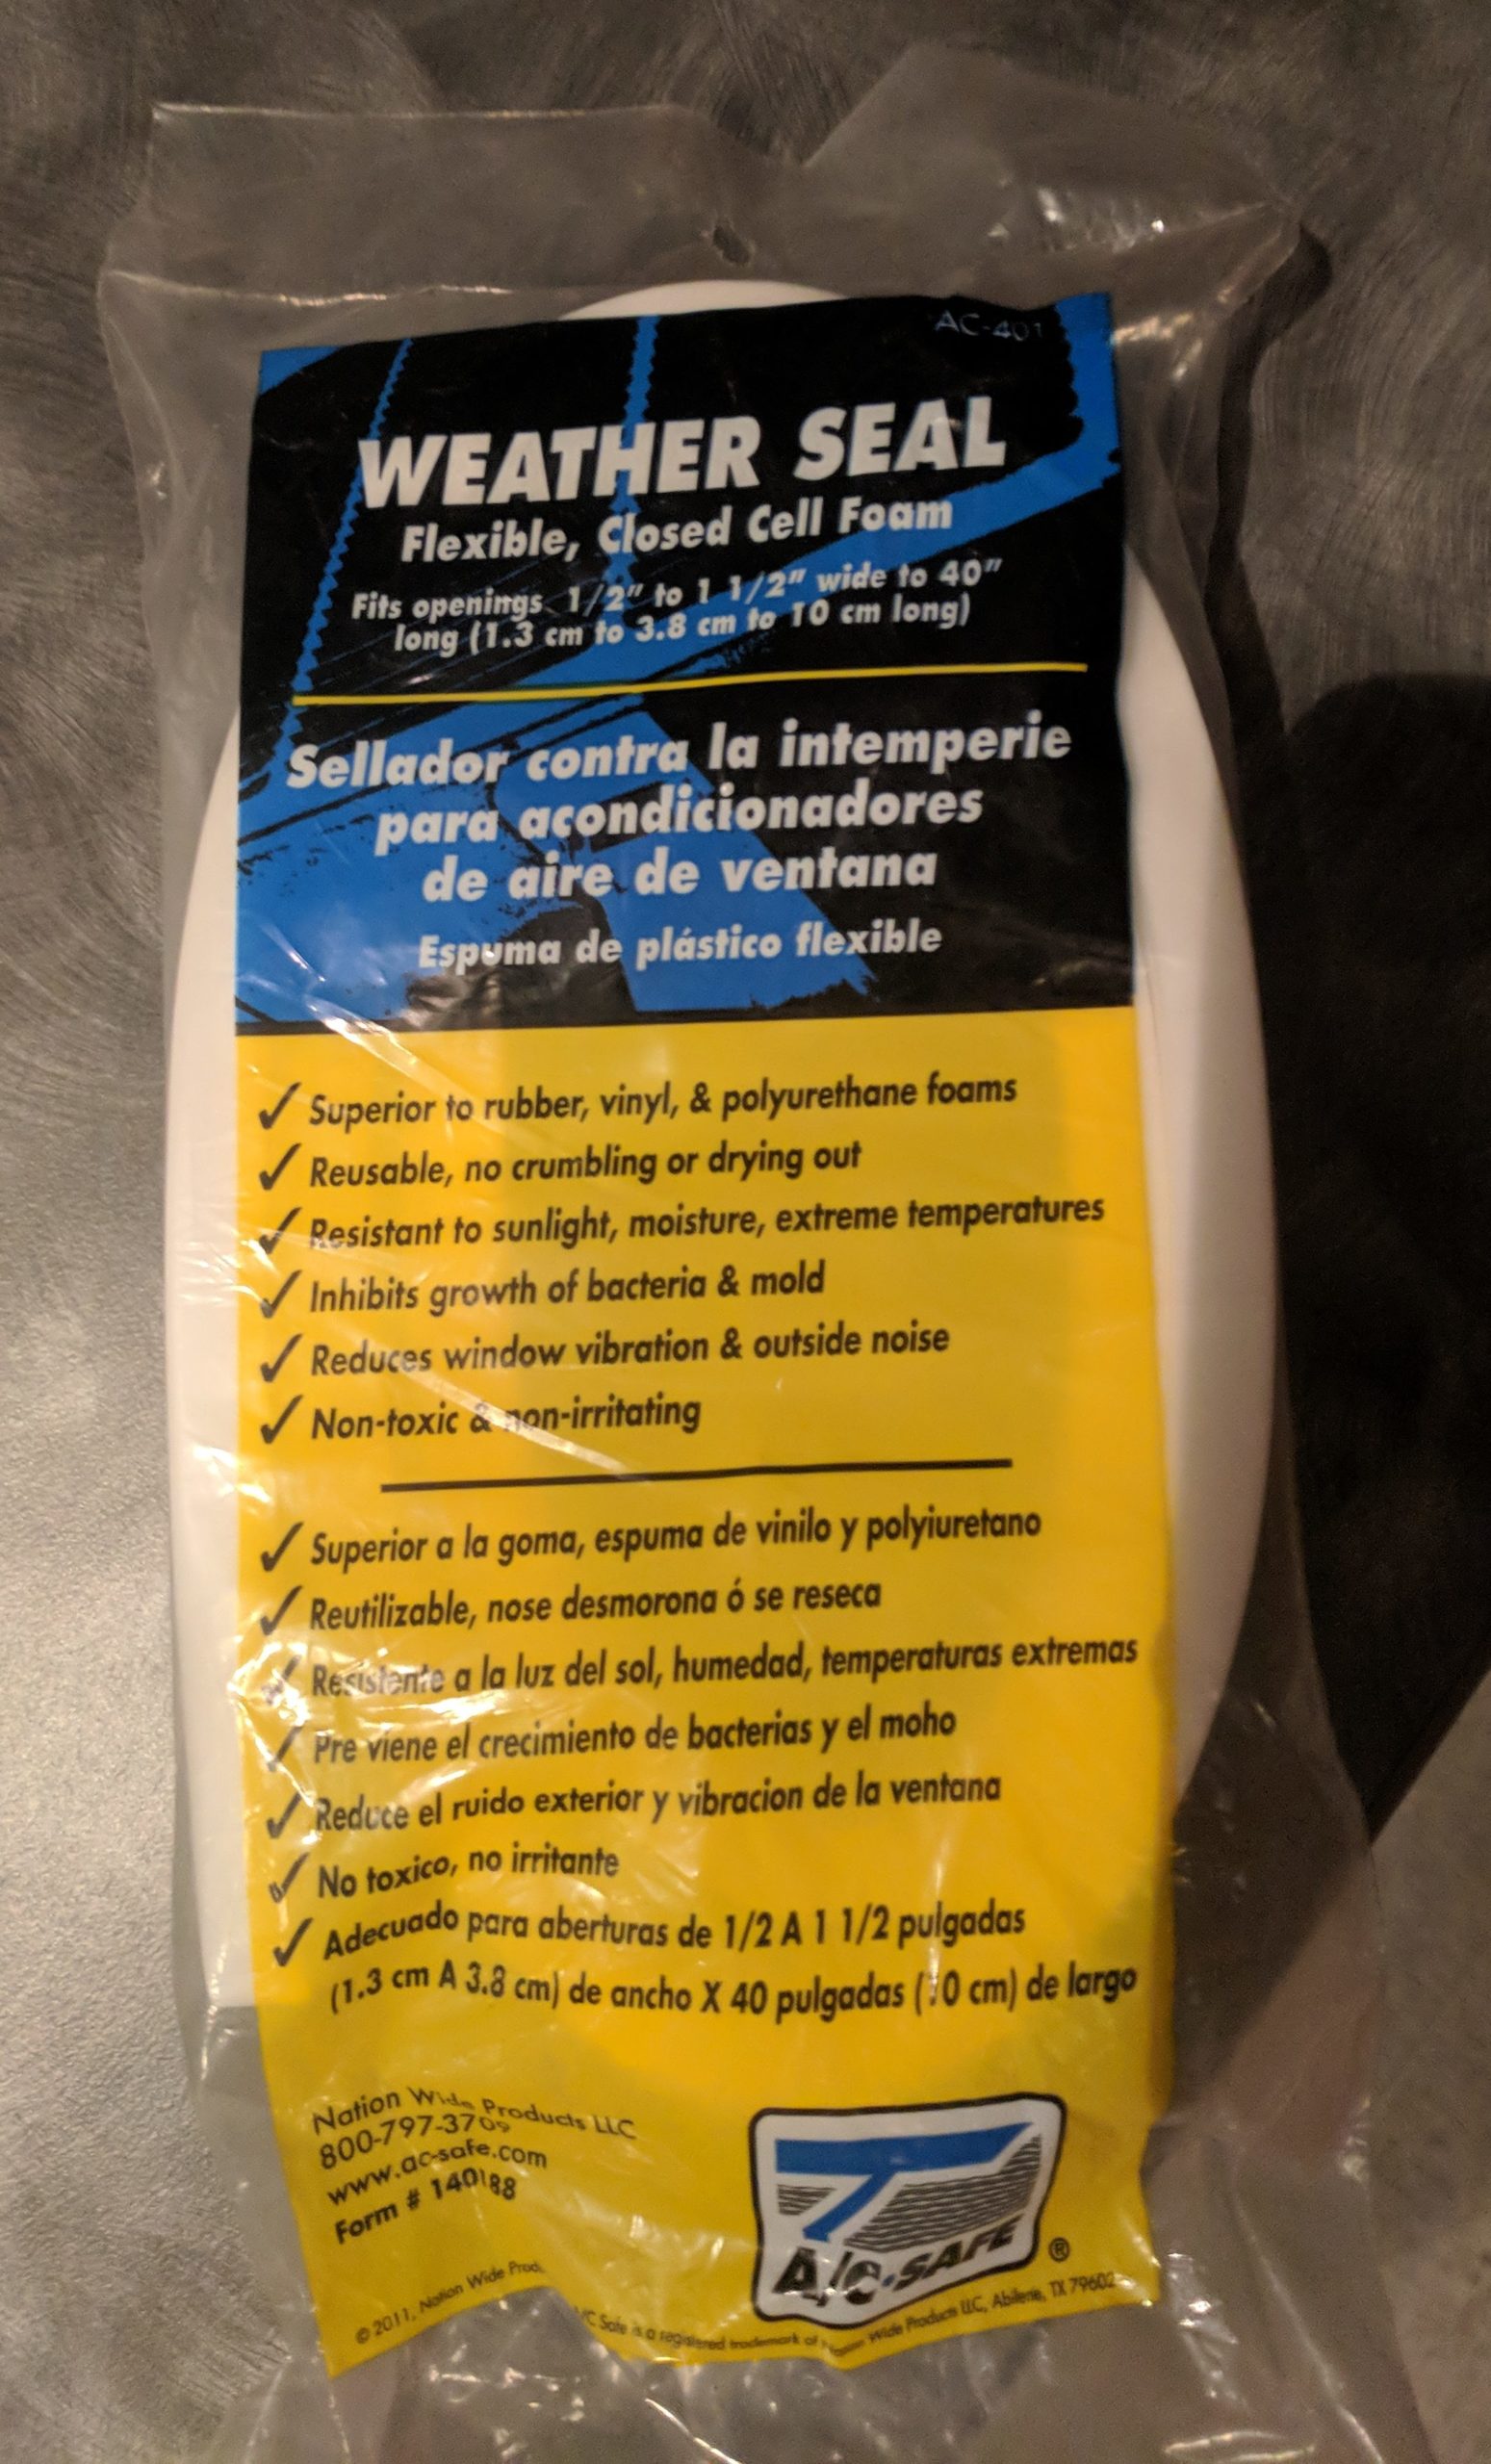 AC-401
WEATHER SEAL
Flexible, Closed Cell Foam
Fits openings 1/2" to 1 1/2" wide to 40"
long (1.3 cm to 3.8 cm to 10 cm long)
Sellador contra la intemperie
para acondicionadores
de aire de ventana
Espuma de plástico flexible
✓ Superior to rubber, vinyl, & polyurethane foams
✓ Reusable, no crumbling or drying out
✓ Resistant to sunlight, moisture, extreme temperatures
✓ Inhibits growth of bacteria & mold
✓ Reduces window vibration & outside noise
✓ Non-toxic & non-irritating
✓ Superior a la goma, espuma de vinilo y polyiuretano
✓ Reutilizable, nose desmorona ó se reseca
✓ Resistente a la luz del sol, humedad, temperaturas extremas
✓ Pre viene el crecimiento de bacterias y el moho
✓ Reduce el ruido exterior y vibracion de la ventana
✓ No toxico, no irritante
✓ Adecuado para aberturas de 1/2 A 1 1/2 pulgadas
(1.3 cm A 3.8 cm) de ancho X 40 pulgadas (10 cm) de largo
Nation Wide Products LLC
800-797-3709
www.ac-safe.com
Form # 140188
A/C·SAFE ®
© 2011, Nation Wide Prod. /C Safe is a registered trademark of Nation Wide Products LLC, Abilene, TX 79602